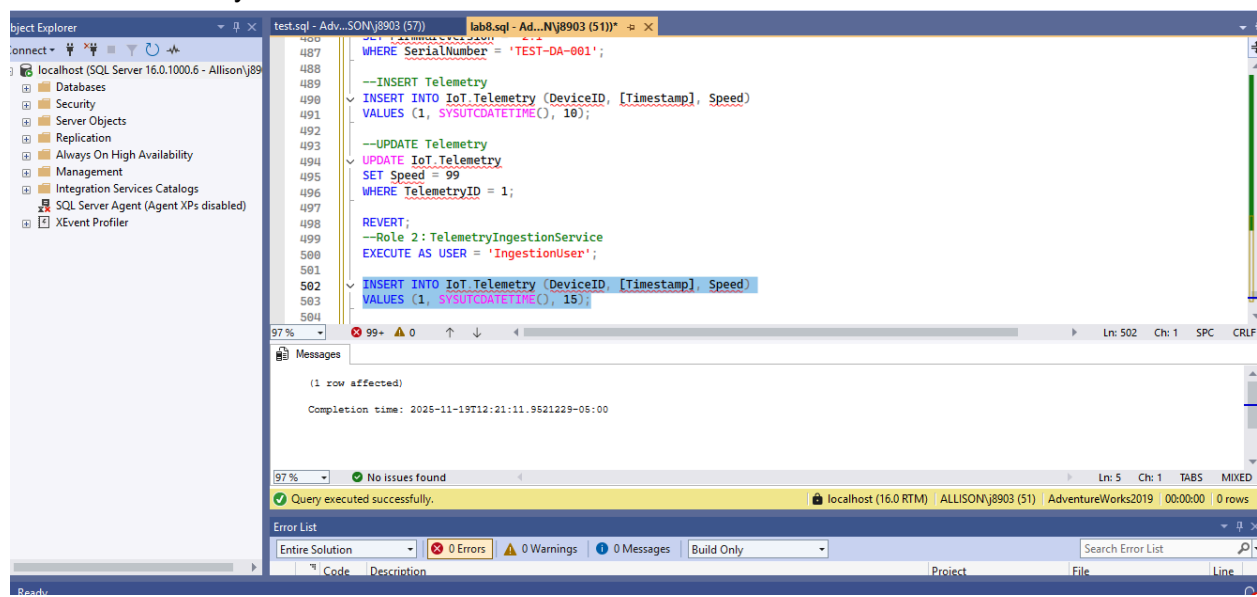 bject Explorer
test.sql - Adv...SON\j8903 (57))
lab8.sql - Ad...N\j8903 (51))*
onnect
localhost (SQL Server 16.0.1000.6 - Allison\j89
Databases
Security
Server Objects
Replication
Always On High Availability
Management
Integration Services Catalogs
SQL Server Agent (Agent XPs disabled)
XEvent Profiler
486 SET FirmwareVersion = '2.1'
487 WHERE SerialNumber = 'TEST-DA-001';
488
489 --INSERT Telemetry
490 INSERT INTO IoT.Telemetry (DeviceID, [Timestamp], Speed)
491 VALUES (1, SYSUTCDATETIME(), 10);
492
493 --UPDATE Telemetry
494 UPDATE IoT.Telemetry
495 SET Speed = 99
496 WHERE TelemetryID = 1;
497
498 REVERT;
499 --Role 2：TelemetryIngestionService
500 EXECUTE AS USER = 'IngestionUser';
501
502 INSERT INTO IoT.Telemetry (DeviceID, [Timestamp], Speed)
503 VALUES (1, SYSUTCDATETIME(), 15);
504
97 % 99+ 0 Ln: 502 Ch: 1 SPC CRLF
Messages
(1 row affected)
Completion time: 2025-11-19T12:21:11.9521229-05:00
97 % No issues found Ln: 5 Ch: 1 TABS MIXED
Query executed successfully. localhost (16.0 RTM) ALLISON\j8903 (51) AdventureWorks2019 00:00:00 0 rows
Error List
Entire Solution 0 Errors 0 Warnings 0 Messages Build Only Search Error List
Code Description Project File Line
Ready